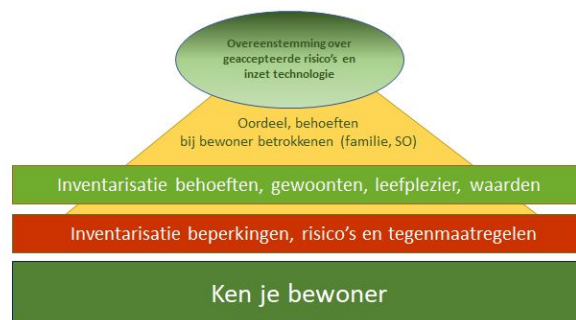 Overeenstemming over
geaccepteerde risico's en
inzet technologie
Oordeel, behoeften
bij bewoner betrokkenen (familie, SO)
Inventarisatie behoeften, gewoonten, leefplezier, waarden
Inventarisatie beperkingen, risico's en tegenmaatregelen
Ken je bewoner